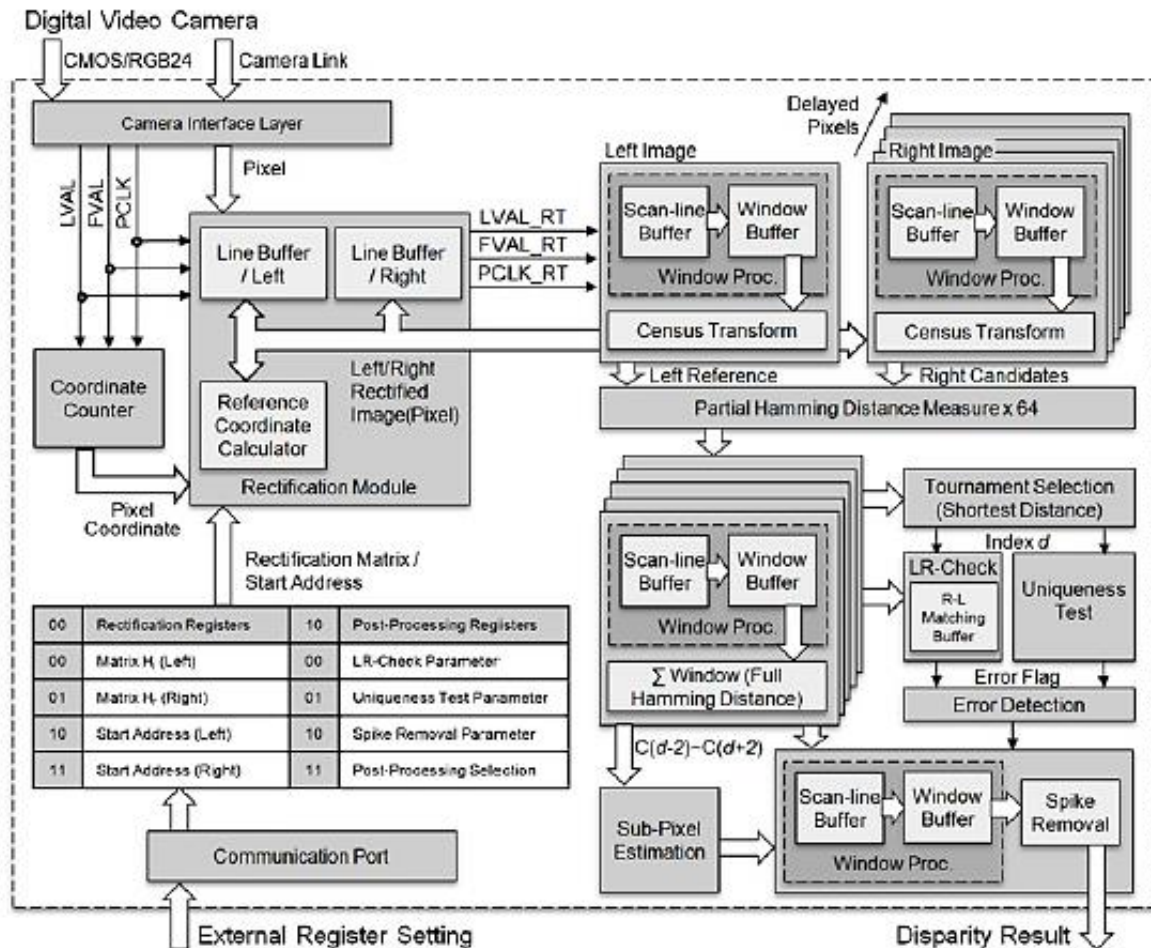 Digital Video Camera
CMOS/RGB24
Camera Link
Camera Interface Layer
LVAL
FVAL
PCLK
Pixel
Line Buffer
/ Left
Line Buffer
/ Right
LVAL_RT
FVAL_RT
PCLK_RT
Coordinate
Counter
Reference
Coordinate
Calculator
Left/Right
Rectified
Image(Pixel)
Rectification Module
Pixel
Coordinate
Rectification Matrix /
Start Address
Delayed
Pixels
Left Image
Scan-line
Buffer
Window
Buffer
Window Proc.
Census Transform
Right Image
Scan-line
Buffer
Window
Buffer
Window Proc.
Census Transform
Left Reference
Right Candidates
Partial Hamming Distance Measure x 64
Scan-line
Buffer
Window
Buffer
Window Proc.
∑ Window (Full
Hamming Distance)
Tournament Selection
(Shortest Distance)
Index d
LR-Check
R-L
Matching
Buffer
Uniqueness
Test
Error Flag
Error Detection
C(d-2)~C(d+2)
Sub-Pixel
Estimation
Scan-line
Buffer
Window
Buffer
Window Proc.
Spike
Removal
00 Rectification Registers 10 Post-Processing Registers
00 Matrix Hl (Left) 00 LR-Check Parameter
01 Matrix Hr (Right) 01 Uniqueness Test Parameter
10 Start Address (Left) 10 Spike Removal Parameter
11 Start Address (Right) 11 Post-Processing Selection
Communication Port
External Register Setting
Disparity Result